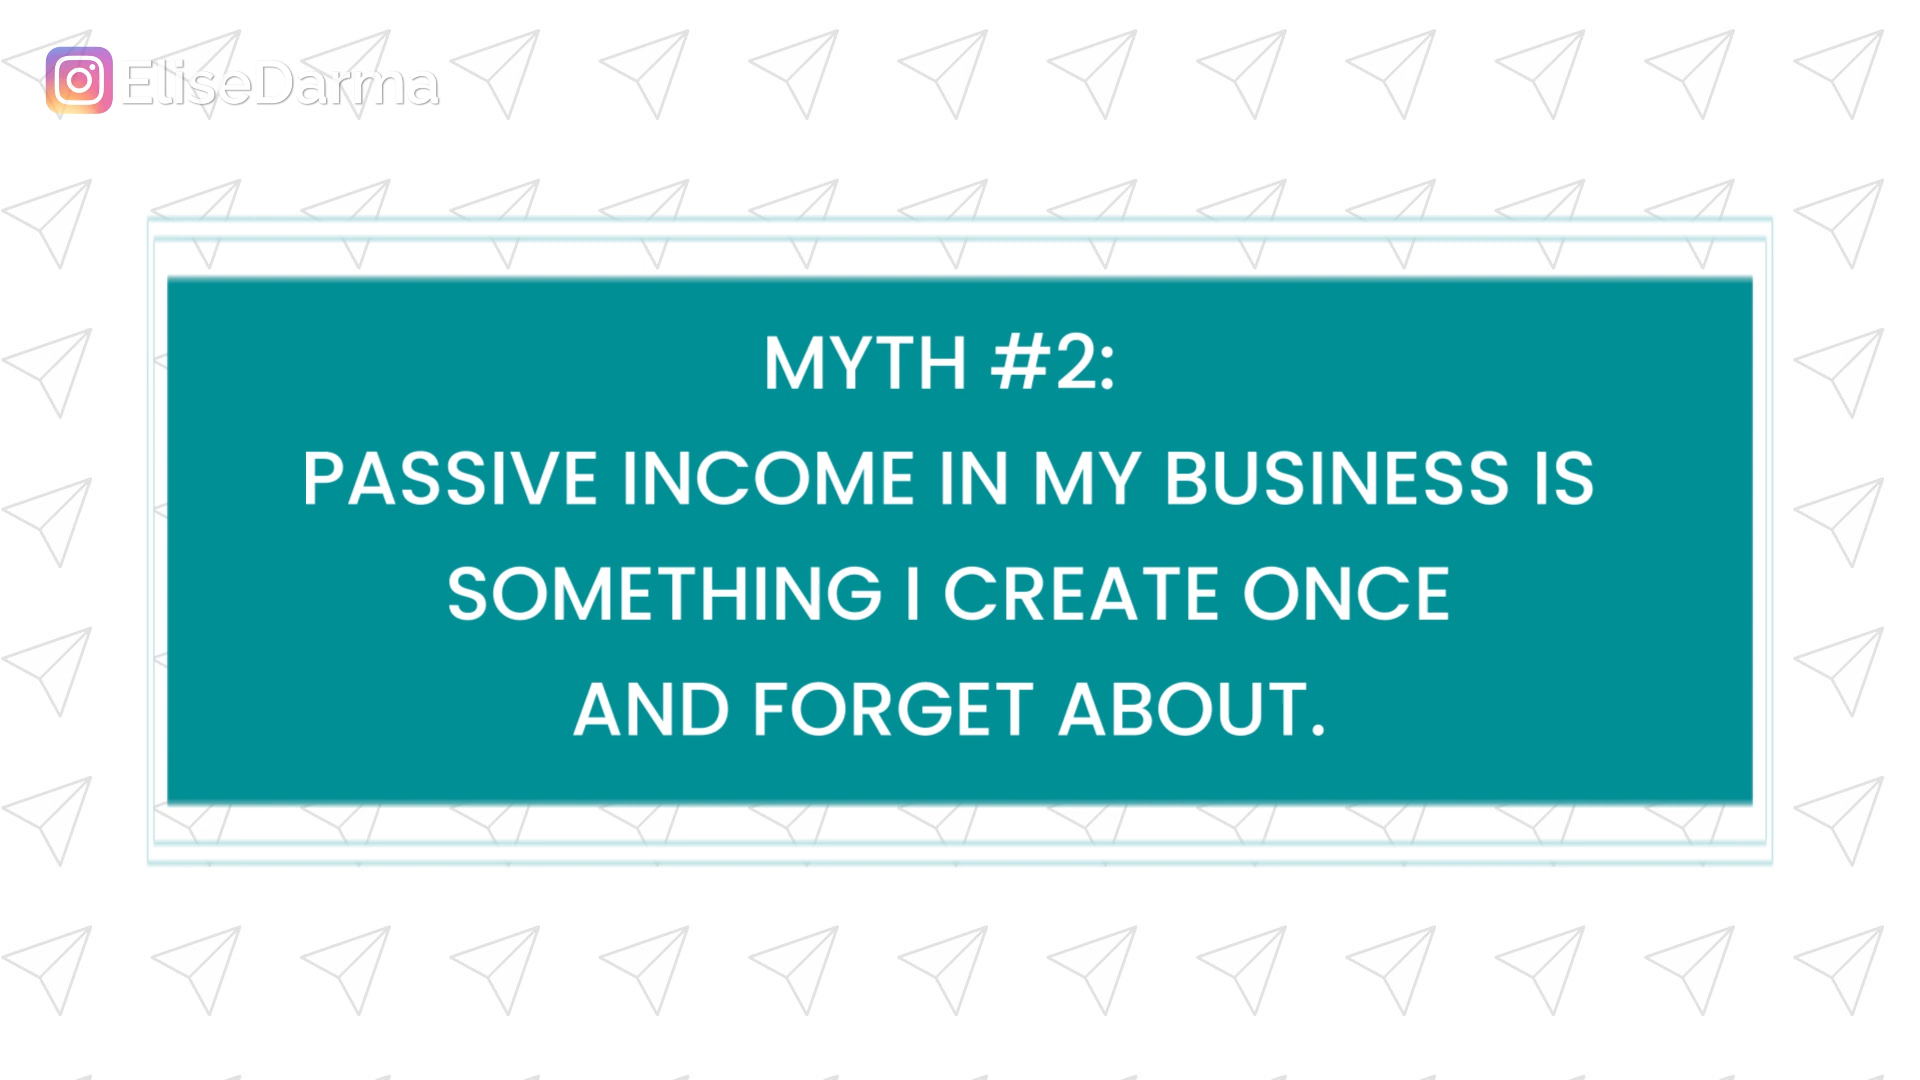 EliseDarma
MYTH #2:
PASSIVE INCOME IN MY BUSINESS IS
SOMETHING I CREATE ONCE
AND FORGET ABOUT.